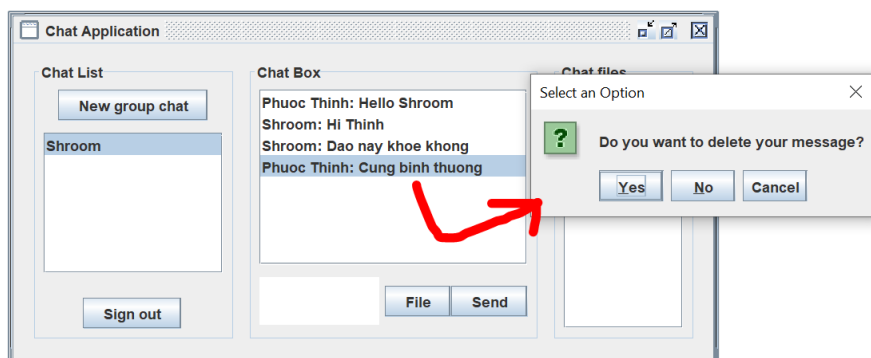 Chat Application
Chat List
New group chat
Shroom
Sign out
Chat Box
Phuoc Thinh: Hello Shroom
Shroom: Hi Thinh
Shroom: Dao nay khoe khong
Phuoc Thinh: Cung binh thuong
File
Send
Chat files
Select an Option
?
Do you want to delete your message?
Yes
No
Cancel